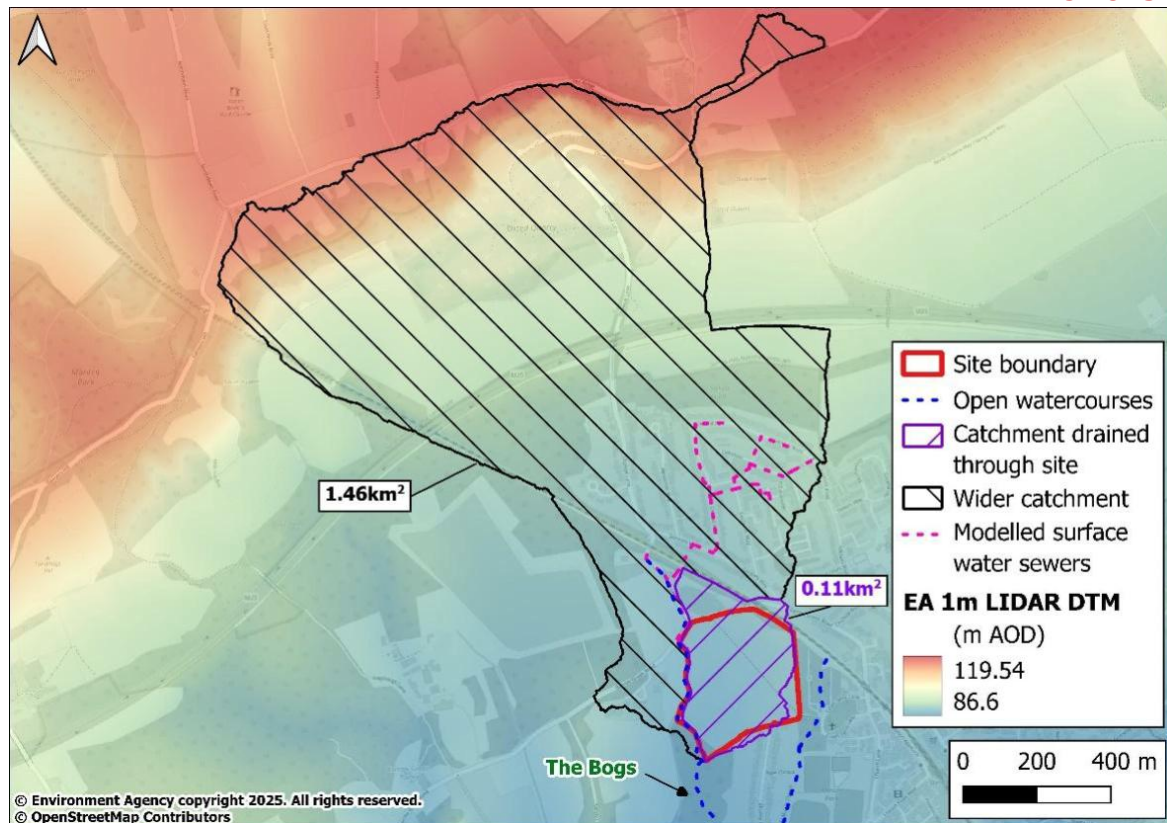 1.46km²
0.11km²
The Bogs
Site boundary
Open watercourses
Catchment drained
through site
Wider catchment
Modelled surface
water sewers
EA 1m LIDAR DTM
(m AOD)
119.54
86.6
0 200 400 m
© Environment Agency copyright 2025. All rights reserved.
© OpenStreetMap Contributors